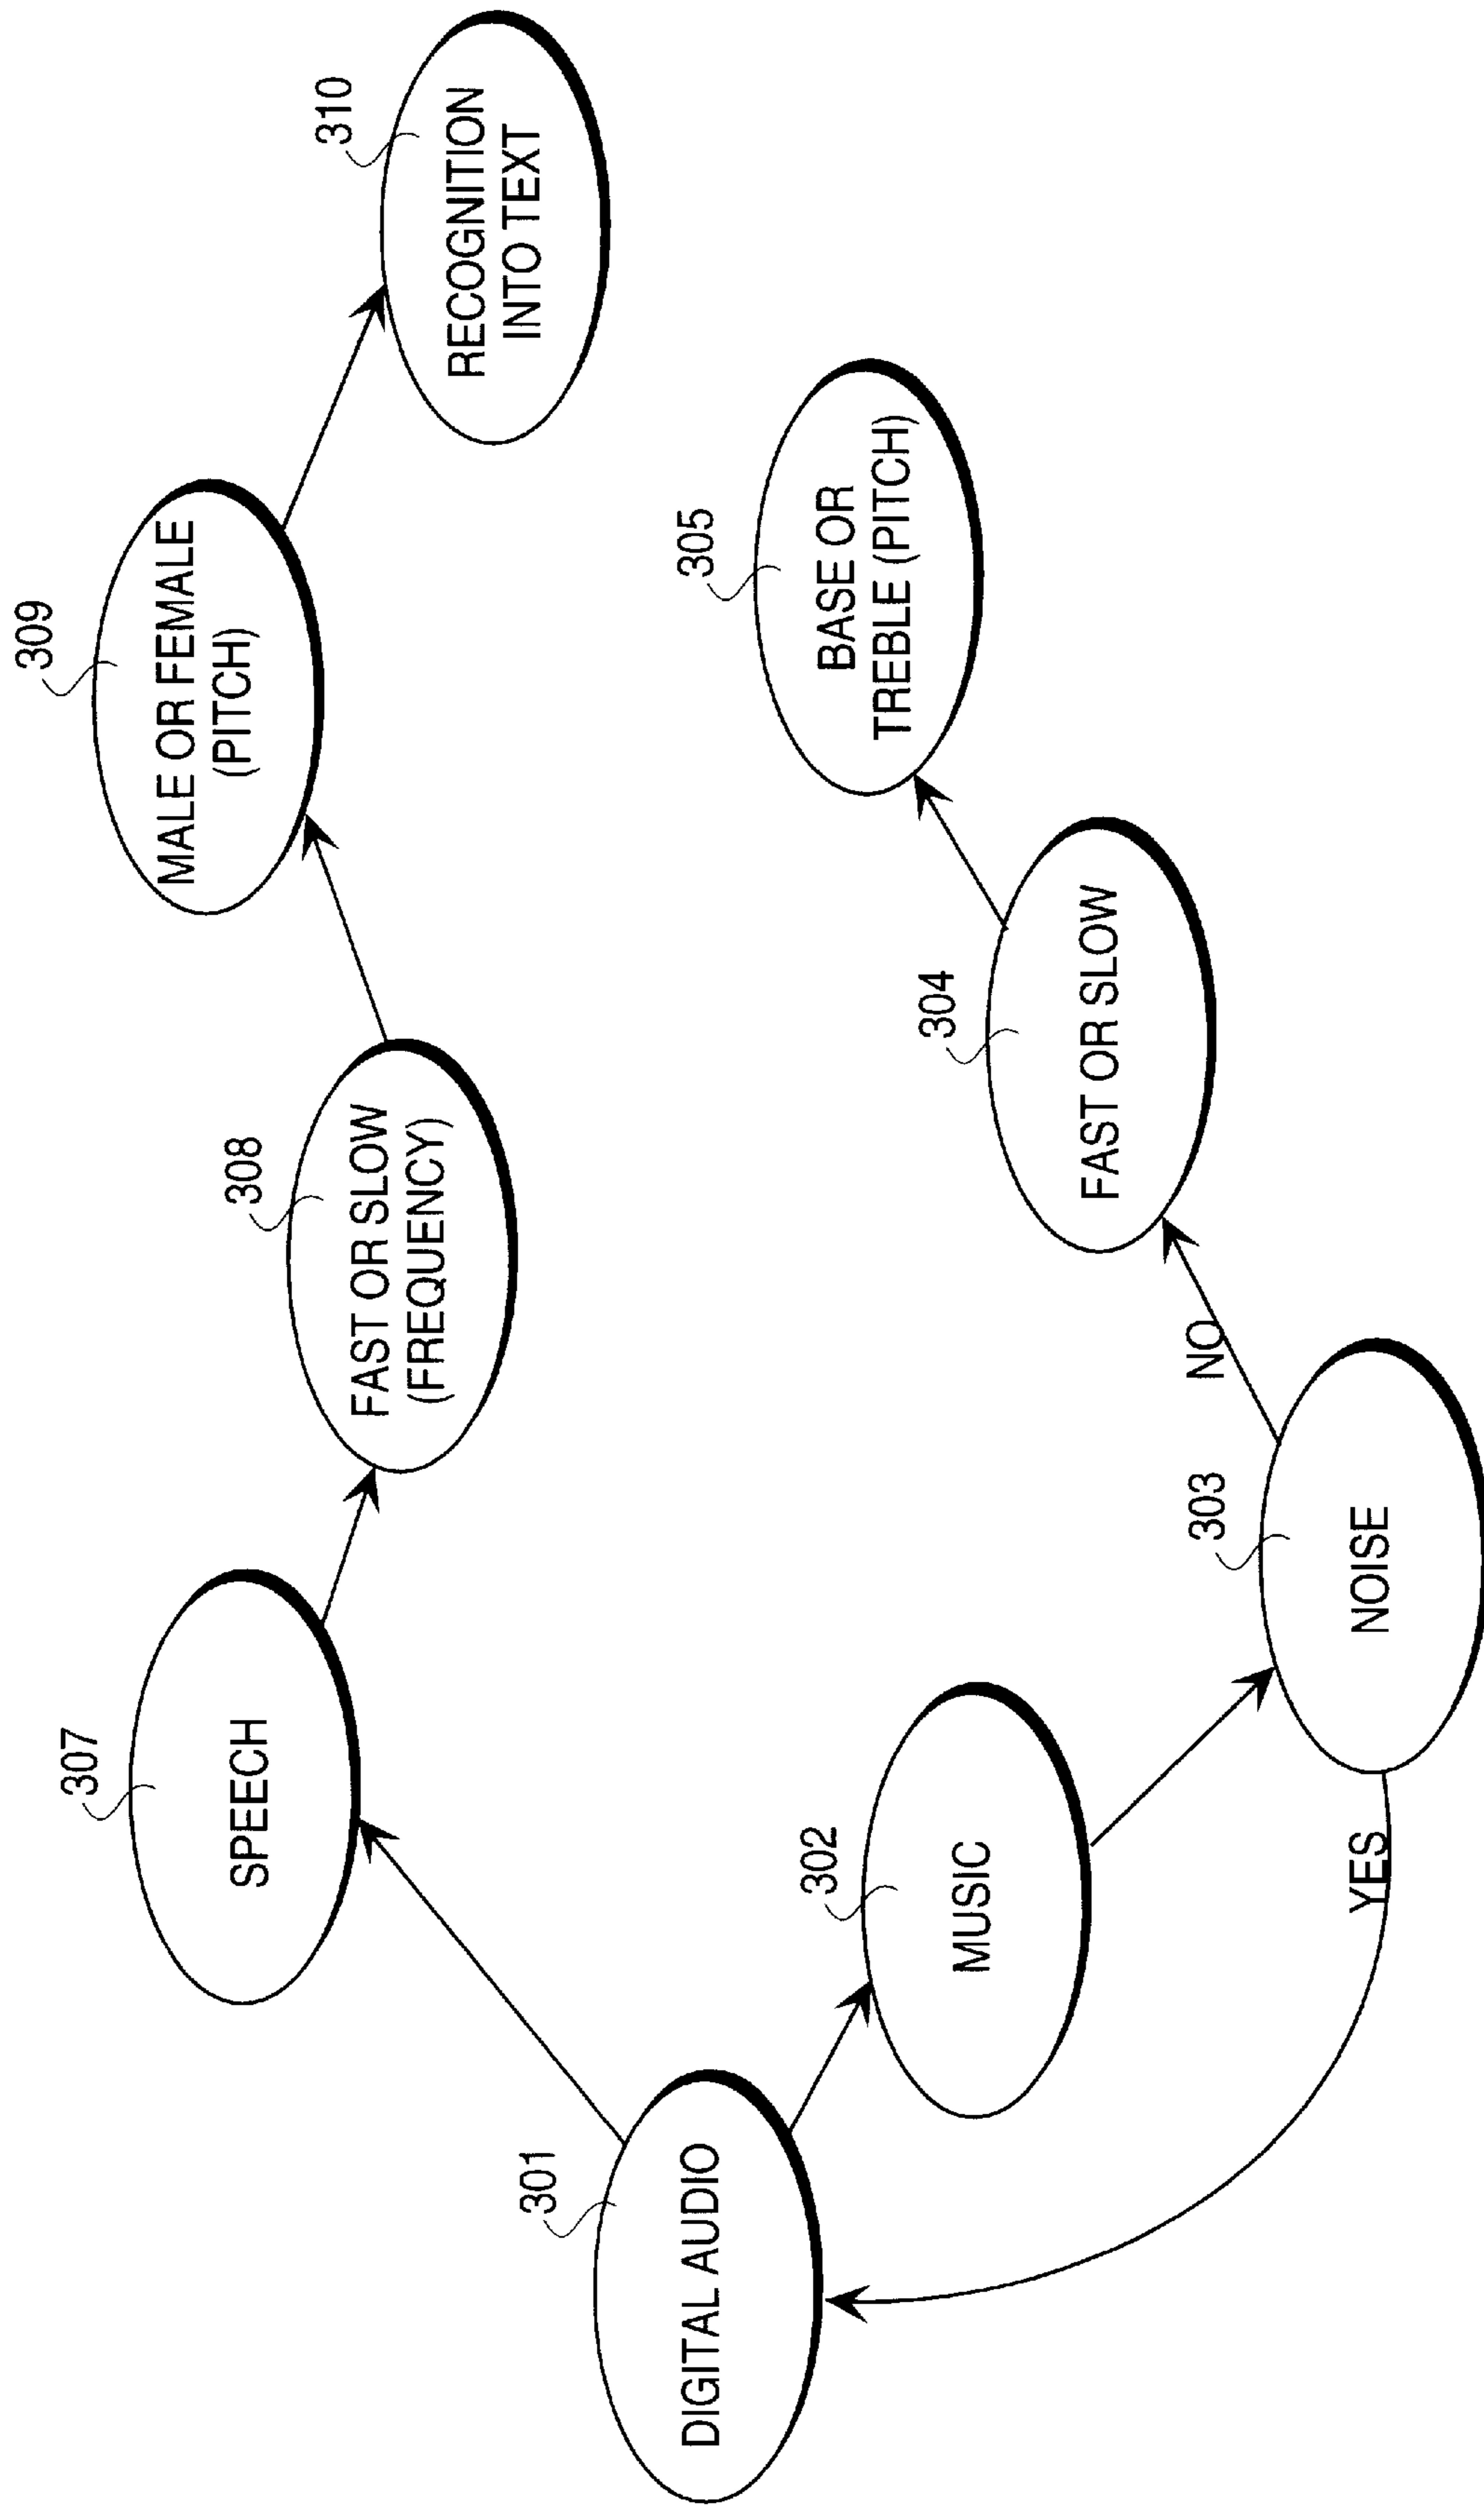 309
MALE OR FEMALE
(PITCH)
310
RECOGNITION
INTO TEXT
307
SPEECH
308
FAST OR SLOW
(FREQUENCY)
301
DIGITAL AUDIO
302
MUSIC
303
NOISE
YES
NO
304
FAST OR SLOW
305
BASE OR
TREBLE (PITCH)